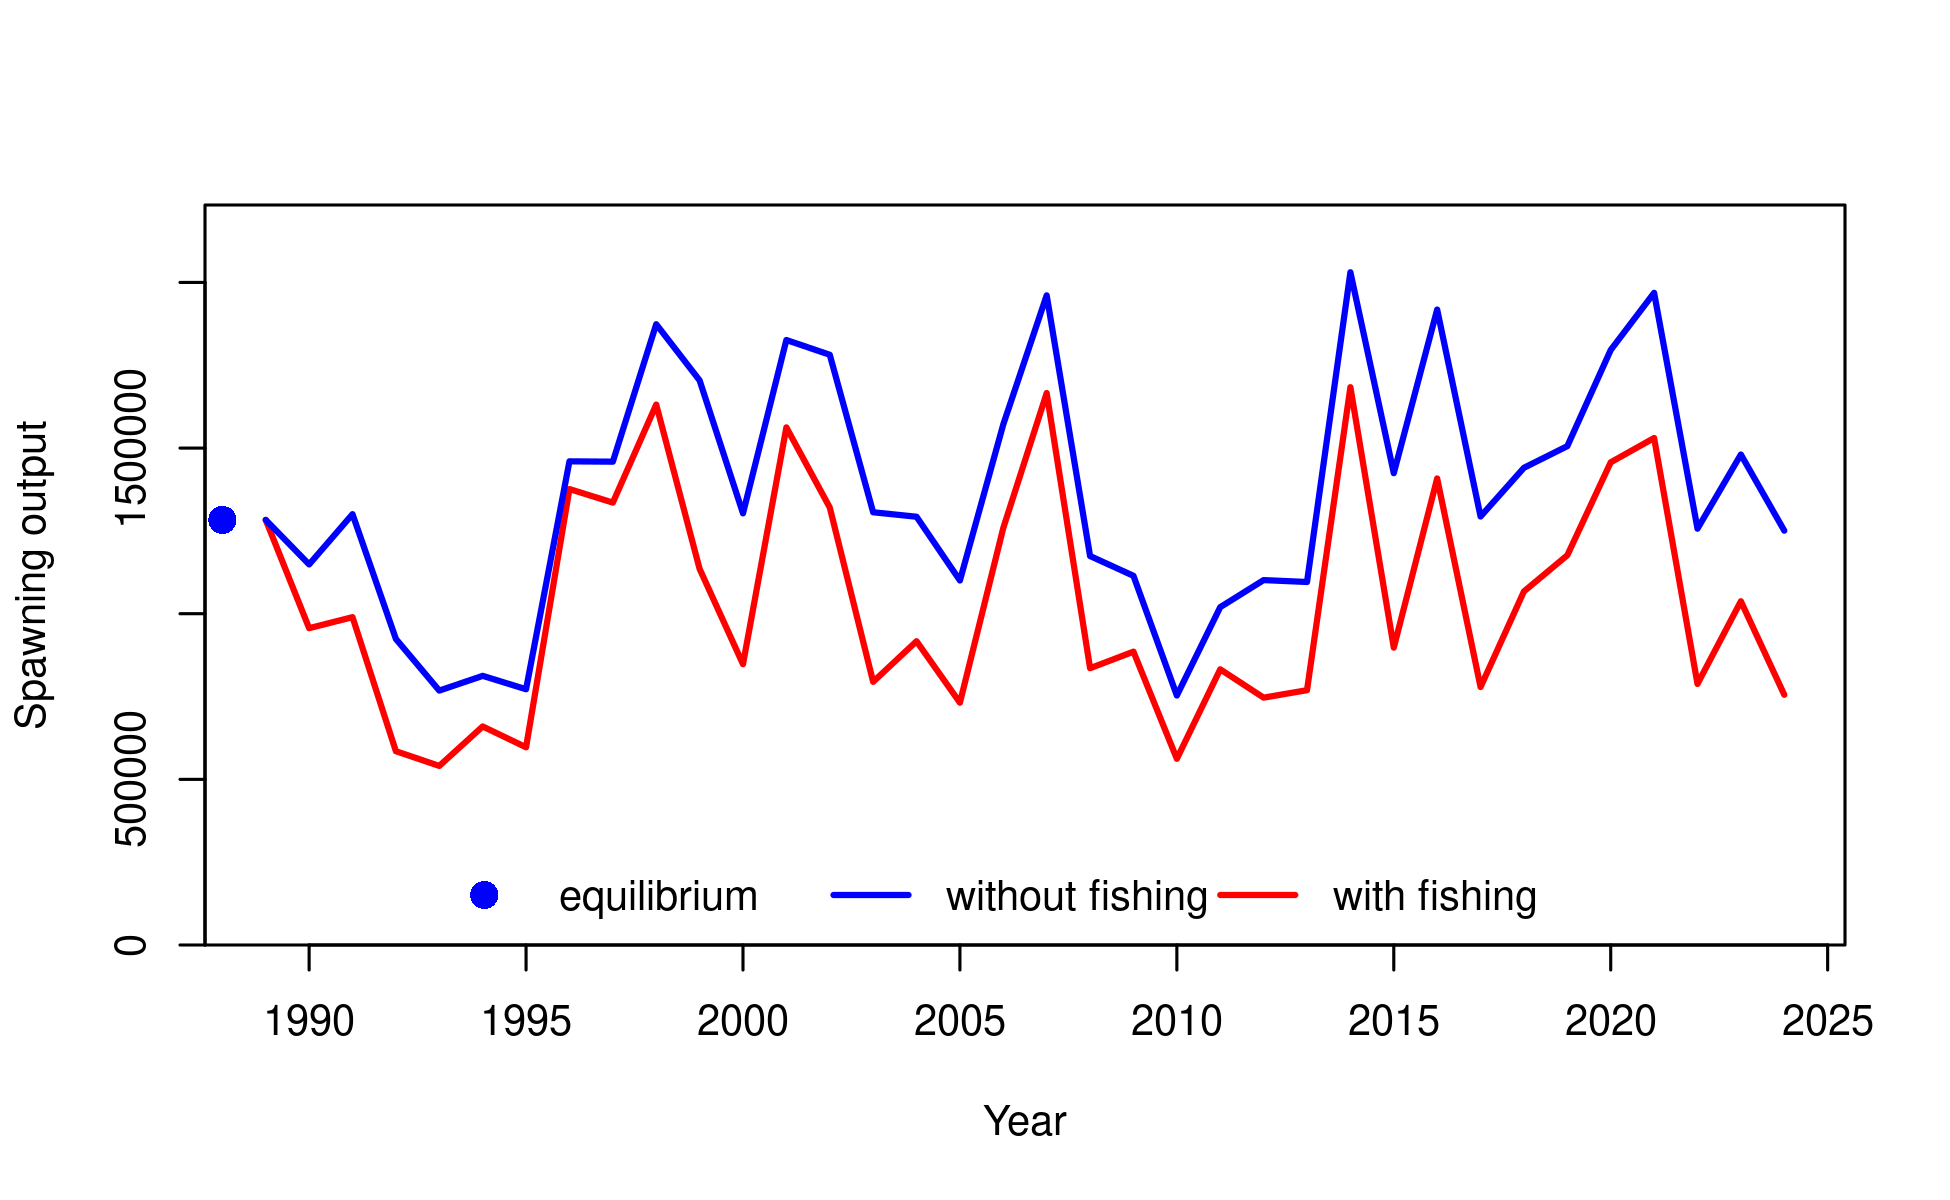 Spawning output
1500000
500000
0
equilibrium without fishing with fishing
1990 1995 2000 2005 2010 2015 2020 2025
Year